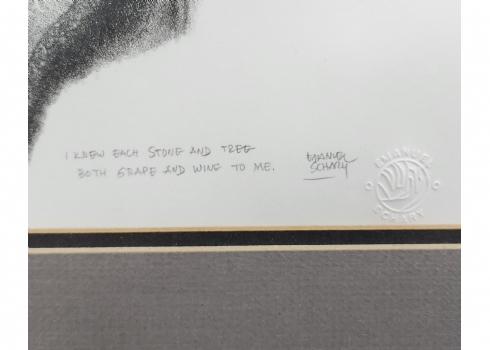 I KNEW EACH STONE AND TREE
BOTH GRAPE AND WINE TO ME.
EMANUEL
SCHARY
EMANUEL
SCHARY